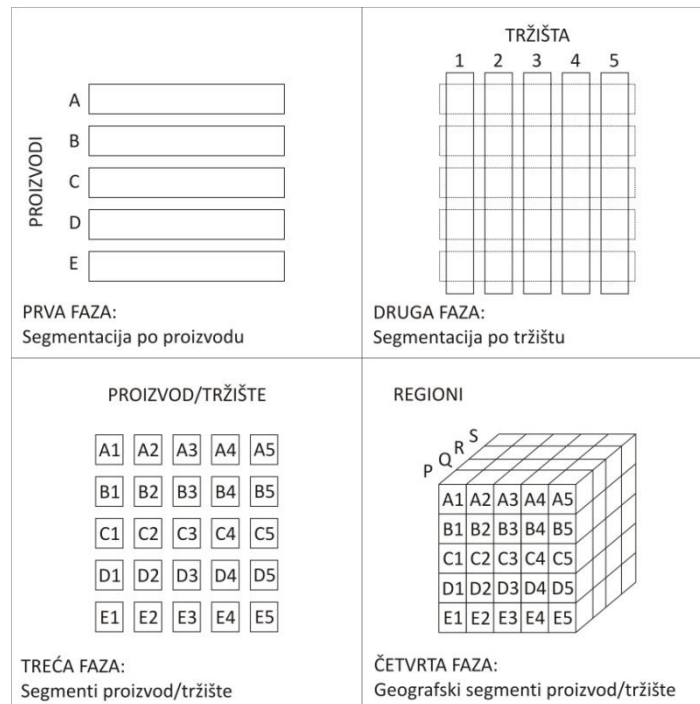 PROIZVODI
A
B
C
D
E
PRVA FAZA:
Segmentacija po proizvodu
TRŽIŠTA
1 2 3 4 5
DRUGA FAZA:
Segmentacija po tržištu
PROIZVOD/TRŽIŠTE
A1 A2 A3 A4 A5
B1 B2 B3 B4 B5
C1 C2 C3 C4 C5
D1 D2 D3 D4 D5
E1 E2 E3 E4 E5
TREĆA FAZA:
Segmenti proizvod/tržište
REGIONI
P Q R S
A1 A2 A3 A4 A5
B1 B2 B3 B4 B5
C1 C2 C3 C4 C5
D1 D2 D3 D4 D5
E1 E2 E3 E4 E5
ČETVRTA FAZA:
Geografski segmenti proizvod/tržište